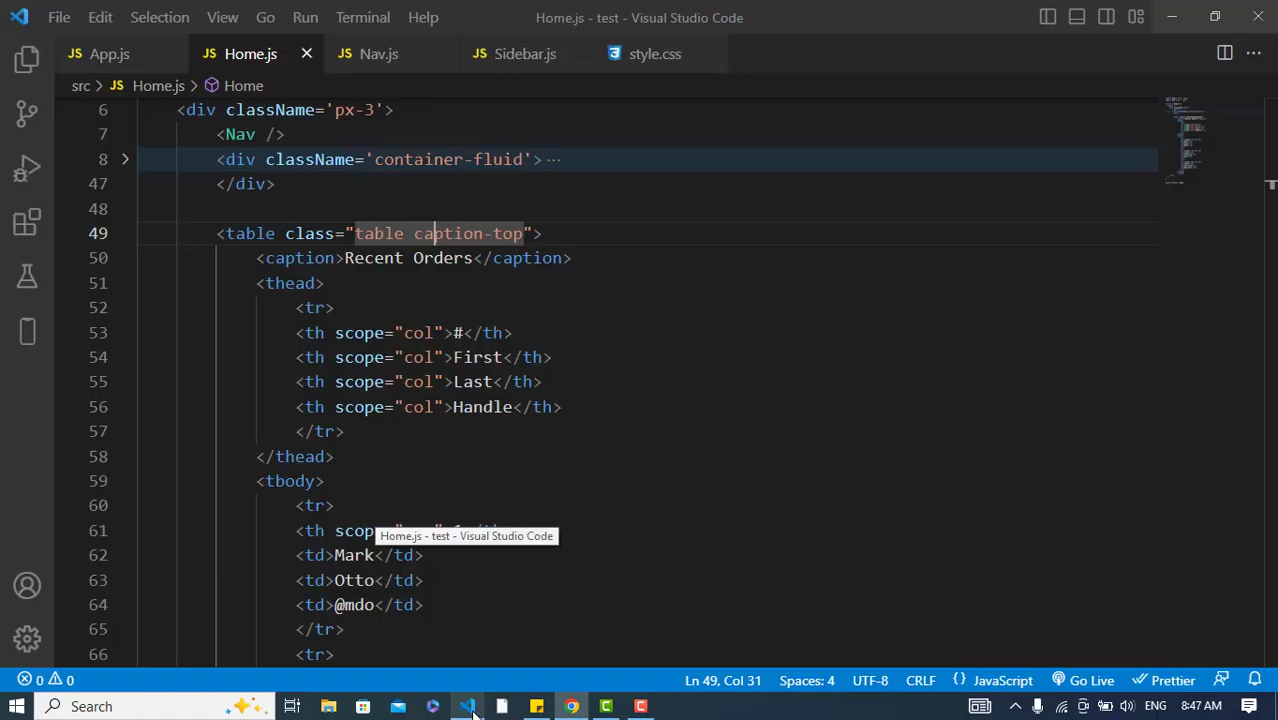 File Edit Selection View Go Run Terminal Help Home.js - test - Visual Studio Code
JS App.js JS Home.js JS Nav.js JS Sidebar.js style.css
src JS Home.js Home
6 <div className='px-3'>
7 <Nav />
8 <div className='container-fluid'> ···
47 </div>
48
49 <table class="table caption-top">
50 <caption>Recent Orders</caption>
51 <thead>
52 <tr>
53 <th scope="col">#</th>
54 <th scope="col">First</th>
55 <th scope="col">Last</th>
56 <th scope="col">Handle</th>
57 </tr>
58 </thead>
59 <tbody>
60 <tr>
61 <th scop
Home.js - test - Visual Studio Code
62 <td>Mark</td>
63 <td>Otto</td>
64 <td>@mdo</td>
65 </tr>
66 <tr>
0 0 Ln 49, Col 31 Spaces: 4 UTF-8 CRLF {} JavaScript Go Live Prettier
Search ENG 8:47 AM